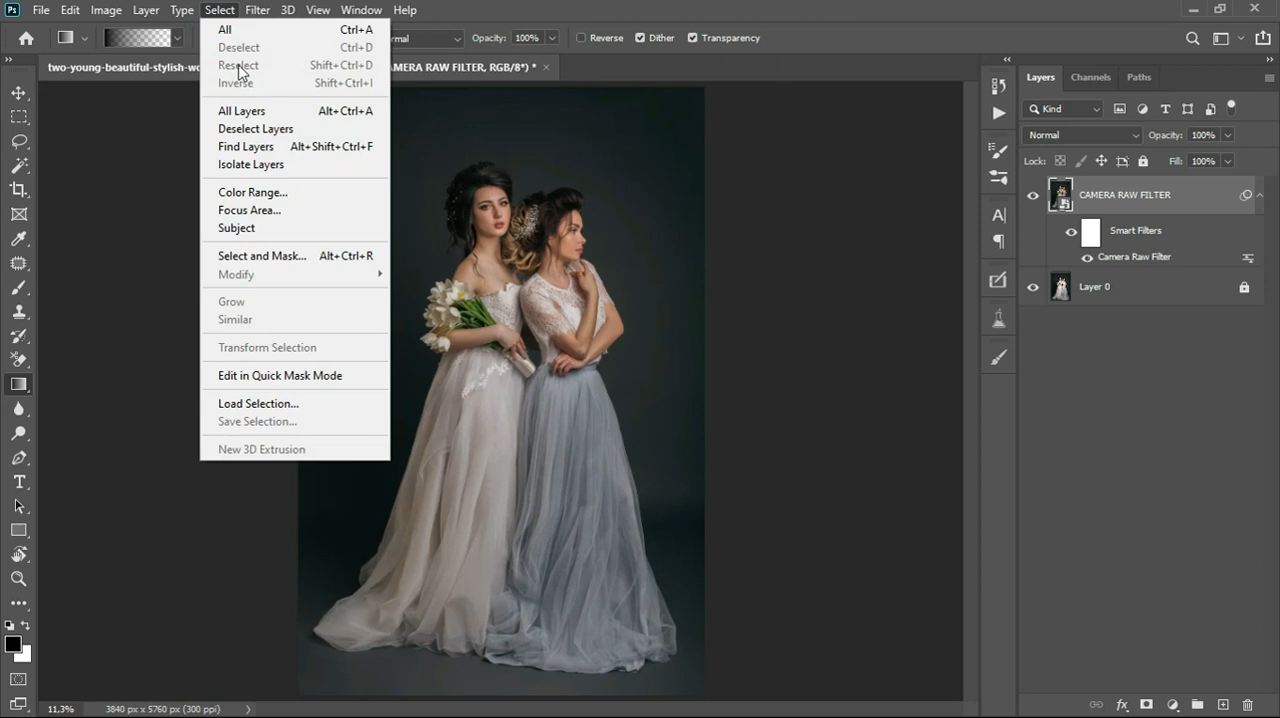 Ps File Edit Image Layer Type Select Filter 3D View Window Help
Opacity: 100% Reverse Dither Transparency
AMERA RAW FILTER, RGB/8*) *
All Ctrl+A
Deselect Ctrl+D
Reselect Shift+Ctrl+D
Inverse Shift+Ctrl+I
All Layers Alt+Ctrl+A
Deselect Layers
Find Layers Alt+Shift+Ctrl+F
Isolate Layers
Color Range...
Focus Area...
Subject
Select and Mask... Alt+Ctrl+R
Modify
Grow
Similar
Transform Selection
Edit in Quick Mask Mode
Load Selection...
Save Selection...
New 3D Extrusion
Layers Channels Paths
Kind
Normal Opacity: 100%
Lock: Fill: 100%
CAMERA RAW FILTER
Smart Filters
Camera Raw Filter
Layer 0
11,3% 3840 px x 5760 px (300 ppi)